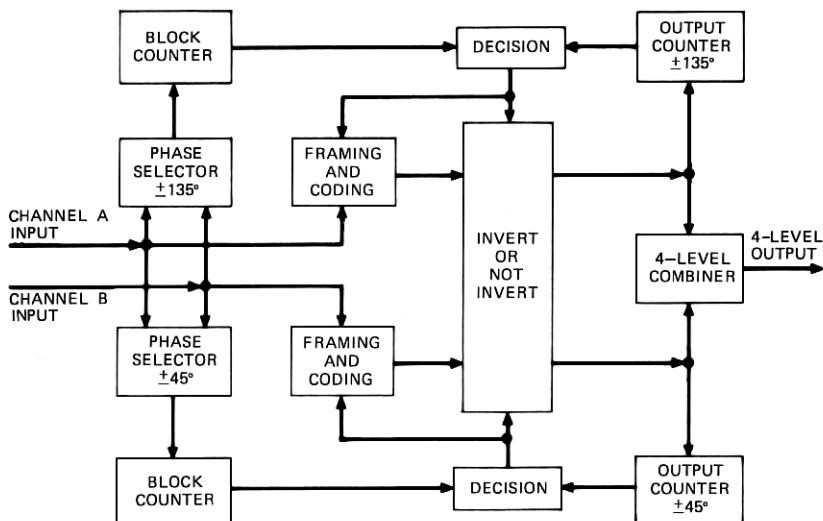 BLOCK
COUNTER
DECISION
OUTPUT
COUNTER
±135°
PHASE
SELECTOR
±135°
FRAMING
AND
CODING
CHANNEL A
INPUT
INVERT
OR
NOT
INVERT
4-LEVEL
OUTPUT
4–LEVEL
COMBINER
CHANNEL B
INPUT
PHASE
SELECTOR
±45°
FRAMING
AND
CODING
BLOCK
COUNTER
DECISION
OUTPUT
COUNTER
±45°